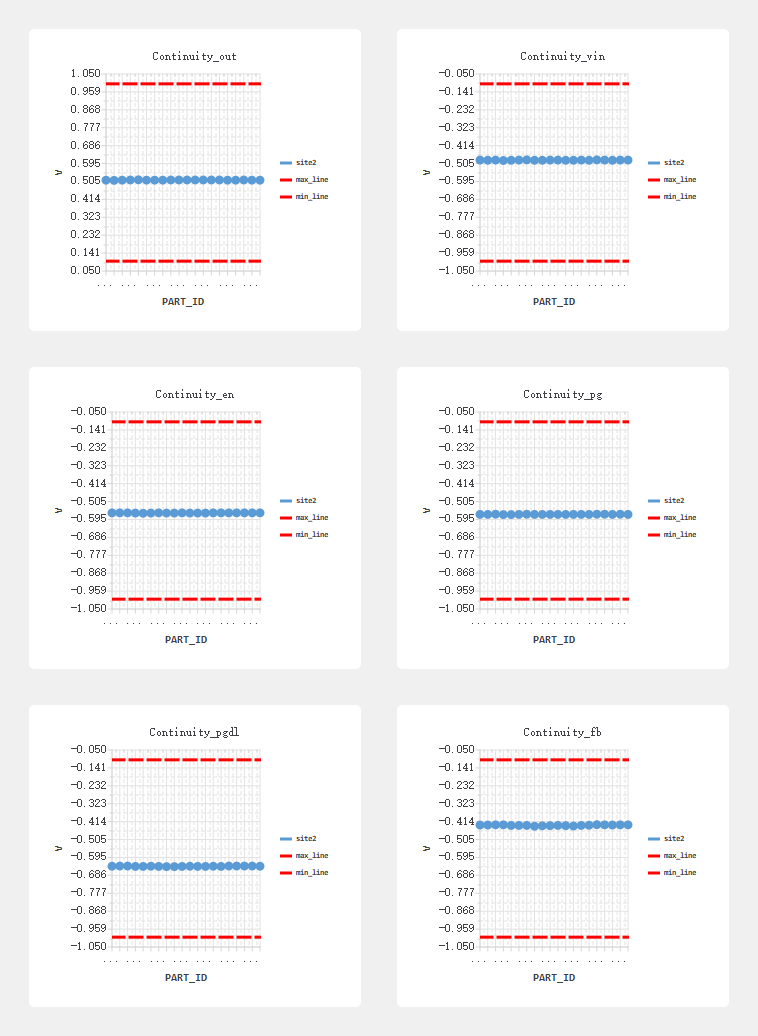 Continuity_out
1.050
0.959
0.868
0.777
0.686
0.595
0.505
0.414
0.323
0.232
0.141
0.050
V
... ... ... ... ...
PART_ID
site2
max_line
min_line
Continuity_vin
-0.050
-0.141
-0.232
-0.323
-0.414
-0.505
-0.595
-0.686
-0.777
-0.868
-0.959
-1.050
V
... ... ... ... ... ... ...
PART_ID
site2
max_line
min_line
Continuity_en
-0.050
-0.141
-0.232
-0.323
-0.414
-0.505
-0.595
-0.686
-0.777
-0.868
-0.959
-1.050
V
... ... ... ... ... ... ...
PART_ID
site2
max_line
min_line
Continuity_pg
-0.050
-0.141
-0.232
-0.323
-0.414
-0.505
-0.595
-0.686
-0.777
-0.868
-0.959
-1.050
V
... ... ... ... ... ... ...
PART_ID
site2
max_line
min_line
Continuity_pgdl
-0.050
-0.141
-0.232
-0.323
-0.414
-0.505
-0.595
-0.686
-0.777
-0.868
-0.959
-1.050
V
... ... ... ... ... ... ...
PART_ID
site2
max_line
min_line
Continuity_fb
-0.050
-0.141
-0.232
-0.323
-0.414
-0.505
-0.595
-0.686
-0.777
-0.868
-0.959
-1.050
V
... ... ... ... ... ... ...
PART_ID
site2
max_line
min_line